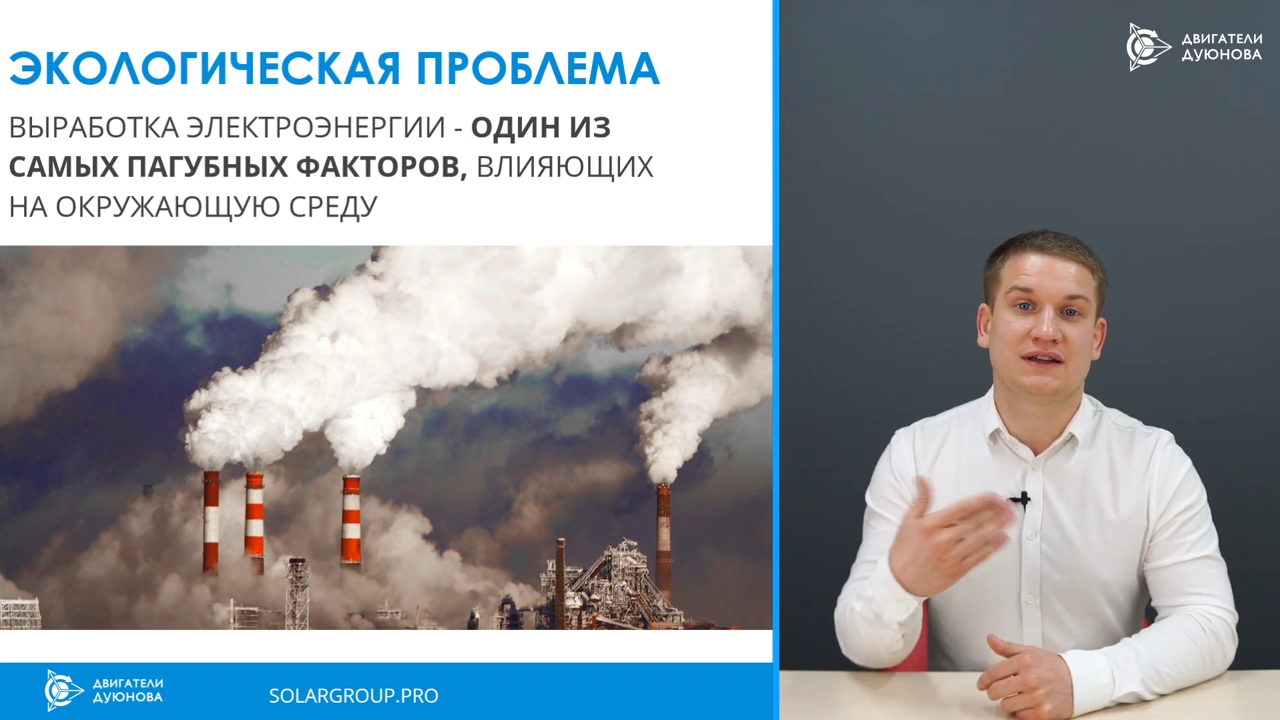 ЭКОЛОГИЧЕСКАЯ ПРОБЛЕМА
ВЫРАБОТКА ЭЛЕКТРОЭНЕРГИИ - ОДИН ИЗ
САМЫХ ПАГУБНЫХ ФАКТОРОВ, ВЛИЯЮЩИХ
НА ОКРУЖАЮЩУЮ СРЕДУ
ДВИГАТЕЛИ
ДУЮНОВА
SOLARGROUP.PRO
ДВИГАТЕЛИ
ДУЮНОВА